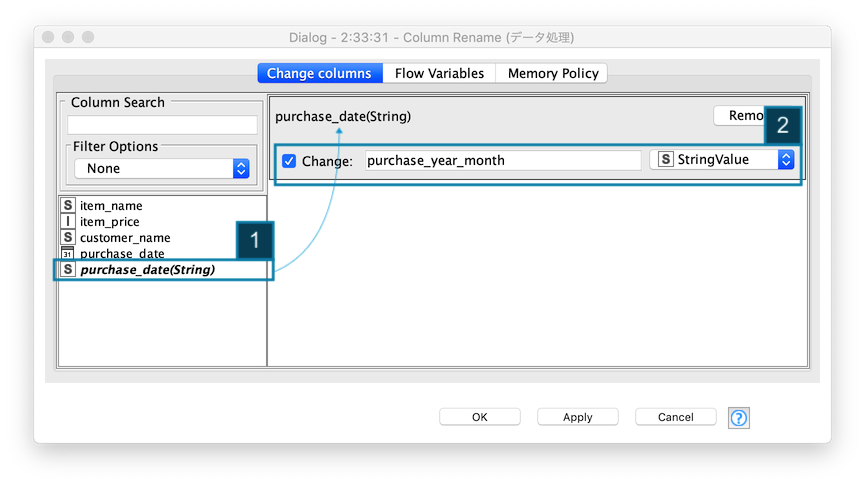 Dialog - 2:33:31 - Column Rename (データ処理)
Change columns
Flow Variables
Memory Policy
Column Search
Filter Options
None
S item_name
I item_price
S customer_name
31 purchase_date
S purchase_date(String)
1
purchase_date(String)
Remo
2
Change: purchase_year_month
S StringValue
OK
Apply
Cancel
?